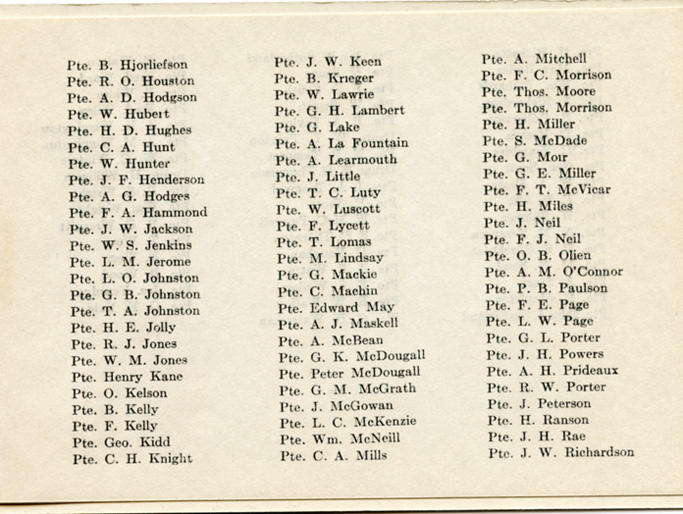 Pte. B. Hjorliefson
Pte. R. O. Houston
Pte. A. D. Hodgson
Pte. W. Hubert
Pte. H. D. Hughes
Pte. C. A. Hunt
Pte. W. Hunter
Pte. J. F. Henderson
Pte. A. G. Hodges
Pte. F. A. Hammond
Pte. J. W. Jackson
Pte. W. S. Jenkins
Pte. L. M. Jerome
Pte. L. O. Johnston
Pte. G. B. Johnston
Pte. T. A. Johnston
Pte. H. E. Jolly
Pte. R. J. Jones
Pte. W. M. Jones
Pte. Henry Kane
Pte. O. Kelson
Pte. B. Kelly
Pte. F. Kelly
Pte. Geo. Kidd
Pte. C. H. Knight
Pte. J. W. Keen
Pte. B. Krieger
Pte. W. Lawrie
Pte. G. H. Lambert
Pte. G. Lake
Pte. A. La Fountain
Pte. A. Learmouth
Pte. J. Little
Pte. T. C. Luty
Pte. W. Luscott
Pte. F. Lycett
Pte. T. Lomas
Pte. M. Lindsay
Pte. G. Mackie
Pte. C. Machin
Pte. Edward May
Pte. A. J. Maskell
Pte. A. McBean
Pte. G. K. McDougall
Pte. Peter McDougall
Pte. G. M. McGrath
Pte. J. McGowan
Pte. L. C. McKenzie
Pte. Wm. McNeill
Pte. C. A. Mills
Pte. A. Mitchell
Pte. F. C. Morrison
Pte. Thos. Moore
Pte. Thos. Morrison
Pte. H. Miller
Pte. S. McDade
Pte. G. Moir
Pte. G. E. Miller
Pte. F. T. McVicar
Pte. H. Miles
Pte. J. Neil
Pte. F. J. Neil
Pte. O. B. Olien
Pte. A. M. O'Connor
Pte. P. B. Paulson
Pte. F. E. Page
Pte. L. W. Page
Pte. G. L. Porter
Pte. J. H. Powers
Pte. A. H. Prideaux
Pte. R. W. Porter
Pte. J. Peterson
Pte. H. Ranson
Pte. J. H. Rae
Pte. J. W. Richardson